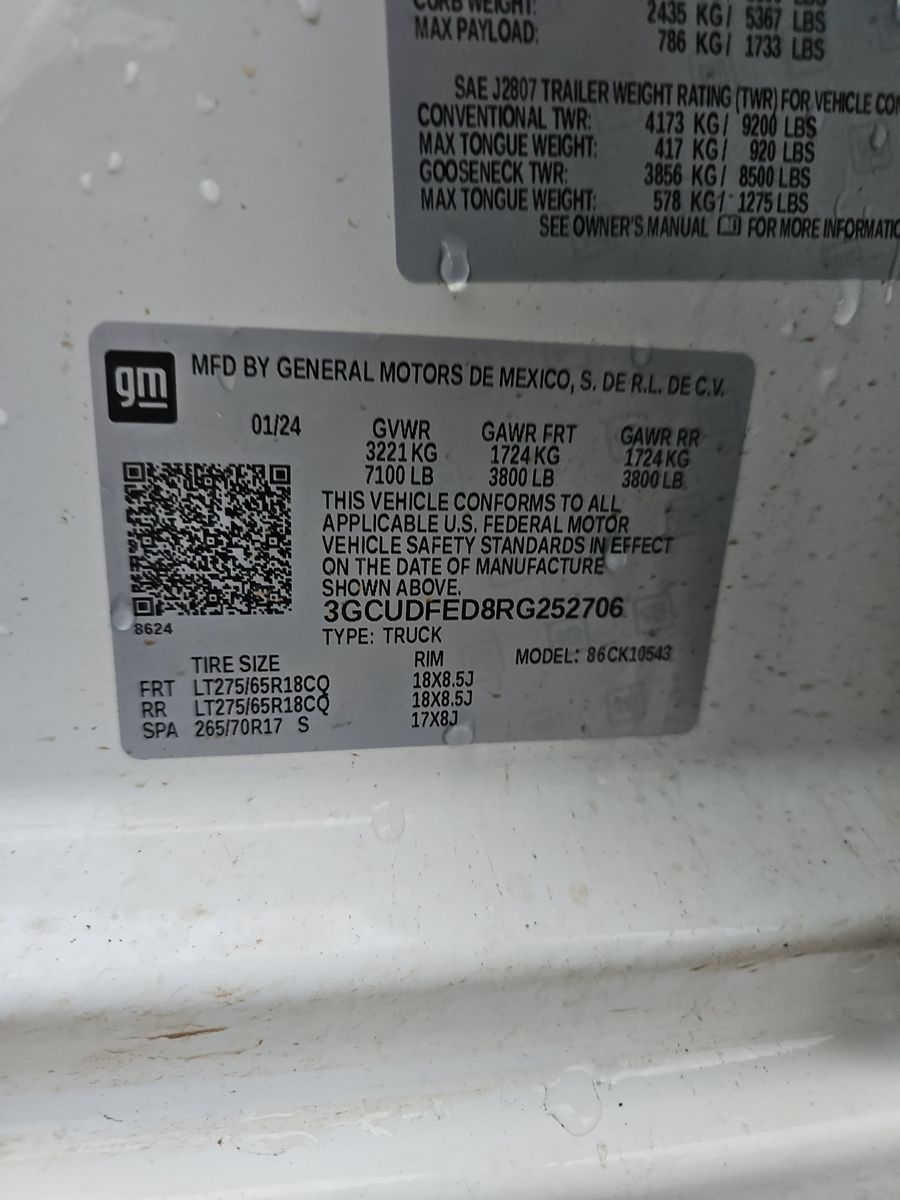 CURB WEIGHT:
2435 KG/ 5367 LBS
MAX PAYLOAD: 786 KG/ 1733 LBS
SAE J2807 TRAILER WEIGHT RATING (TWR) FOR VEHICLE
CONVENTIONAL TWR: 4173 KG/ 9200 LBS
MAX TONGUE WEIGHT: 417 KG/ 920 LBS
GOOSENECK TWR: 3856 KG/ 8500 LBS
MAX TONGUE WEIGHT: 578 KG/ 1275 LBS
SEE OWNER'S MANUAL FOR MORE INFORMATIO
gm
MFD BY GENERAL MOTORS DE MEXICO, S. DE R.L. DE C.V.
01/24 GVWR GAWR FRT GAWR RR
3221 KG 1724 KG 1724 KG
7100 LB 3800 LB 3800 LB
THIS VEHICLE CONFORMS TO ALL
APPLICABLE U.S. FEDERAL MOTOR
VEHICLE SAFETY STANDARDS IN EFFECT
ON THE DATE OF MANUFACTURE
SHOWN ABOVE.
3GCUDFED8RG252706
8624
TYPE: TRUCK
MODEL: 86CK10543
TIRE SIZE RIM
FRT LT275/65R18CQ 18X8.5J
RR LT275/65R18CQ 18X8.5J
SPA 265/70R17 S 17X8J